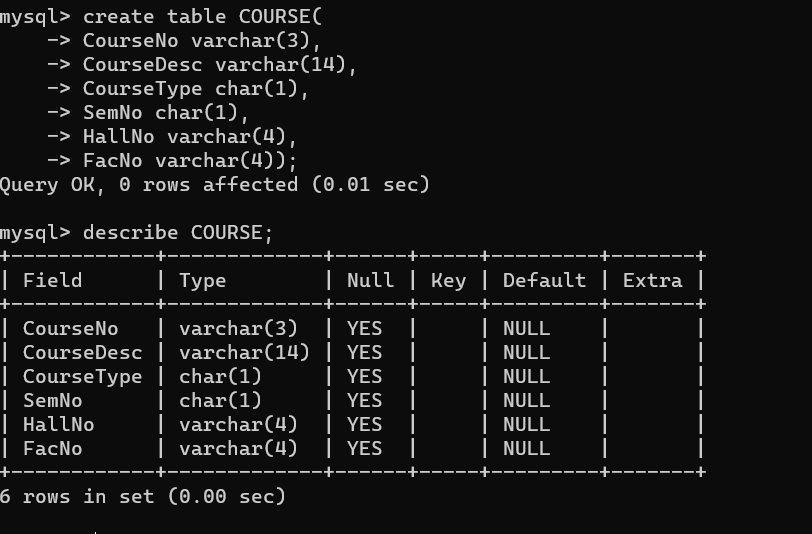 mysql> create table COURSE(
    -> CourseNo varchar(3),
    -> CourseDesc varchar(14),
    -> CourseType char(1),
    -> SemNo char(1),
    -> HallNo varchar(4),
    -> FacNo varchar(4));
Query OK, 0 rows affected (0.01 sec)

mysql> describe COURSE;
+------------+-------------+------+-----+---------+-------+
| Field      | Type        | Null | Key | Default | Extra |
+------------+-------------+------+-----+---------+-------+
| CourseNo   | varchar(3)  | YES  |     | NULL    |       |
| CourseDesc | varchar(14) | YES  |     | NULL    |       |
| CourseType | char(1)     | YES  |     | NULL    |       |
| SemNo      | char(1)     | YES  |     | NULL    |       |
| HallNo     | varchar(4)  | YES  |     | NULL    |       |
| FacNo      | varchar(4)  | YES  |     | NULL    |       |
+------------+-------------+------+-----+---------+-------+
6 rows in set (0.00 sec)